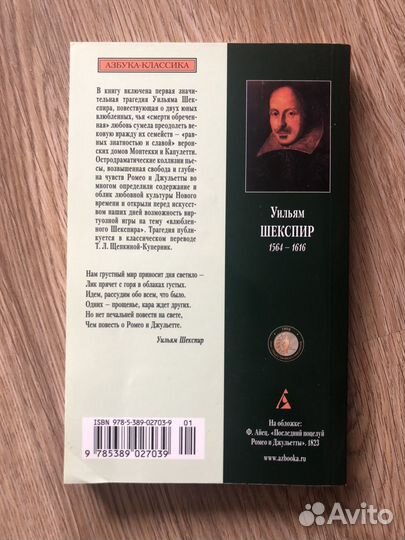 АЗБУКА-КЛАССИКА
В книгу включена первая значи-
тельная трагедия Уильяма Шек-
спира, повествующая о двух юных
влюбленных, чья «смерти обречен-
ная» любовь сумела преодолеть ве-
ковую вражду их семейств – «рав-
ных знатностью и славой» верон-
ских домов Монтекки и Капулетти.
Остродраматические коллизии пье-
сы, возвышенная свобода и глуби-
на чувств Ромео и Джульетты во
многом определили содержание и
облик любовной культуры Нового
времени и открыли перед искусст-
вом наших дней возможность вир-
туозной игры на тему «влюблен-
ного Шекспира». Трагедия публи-
куется в классическом переводе
Т. Л. Щепкиной-Куперник.
Нам грустный мир приносит дня светило –
Лик прячет с горя в облаках густых.
Идем, рассудим обо всем, что было.
Одних – прощенье, кара ждет других.
Но нет печальней повести на свете,
Чем повесть о Ромео и Джульетте.
Уильям Шекспир
ISBN 978-5-389-02703-9
01
9 785389 027039
Уильям
ШЕКСПИР
1564 – 1616
На обложке:
Ф. Айец. «Последний поцелуй
Ромео и Джульетты». 1823
www.azbooka.ru
Avito